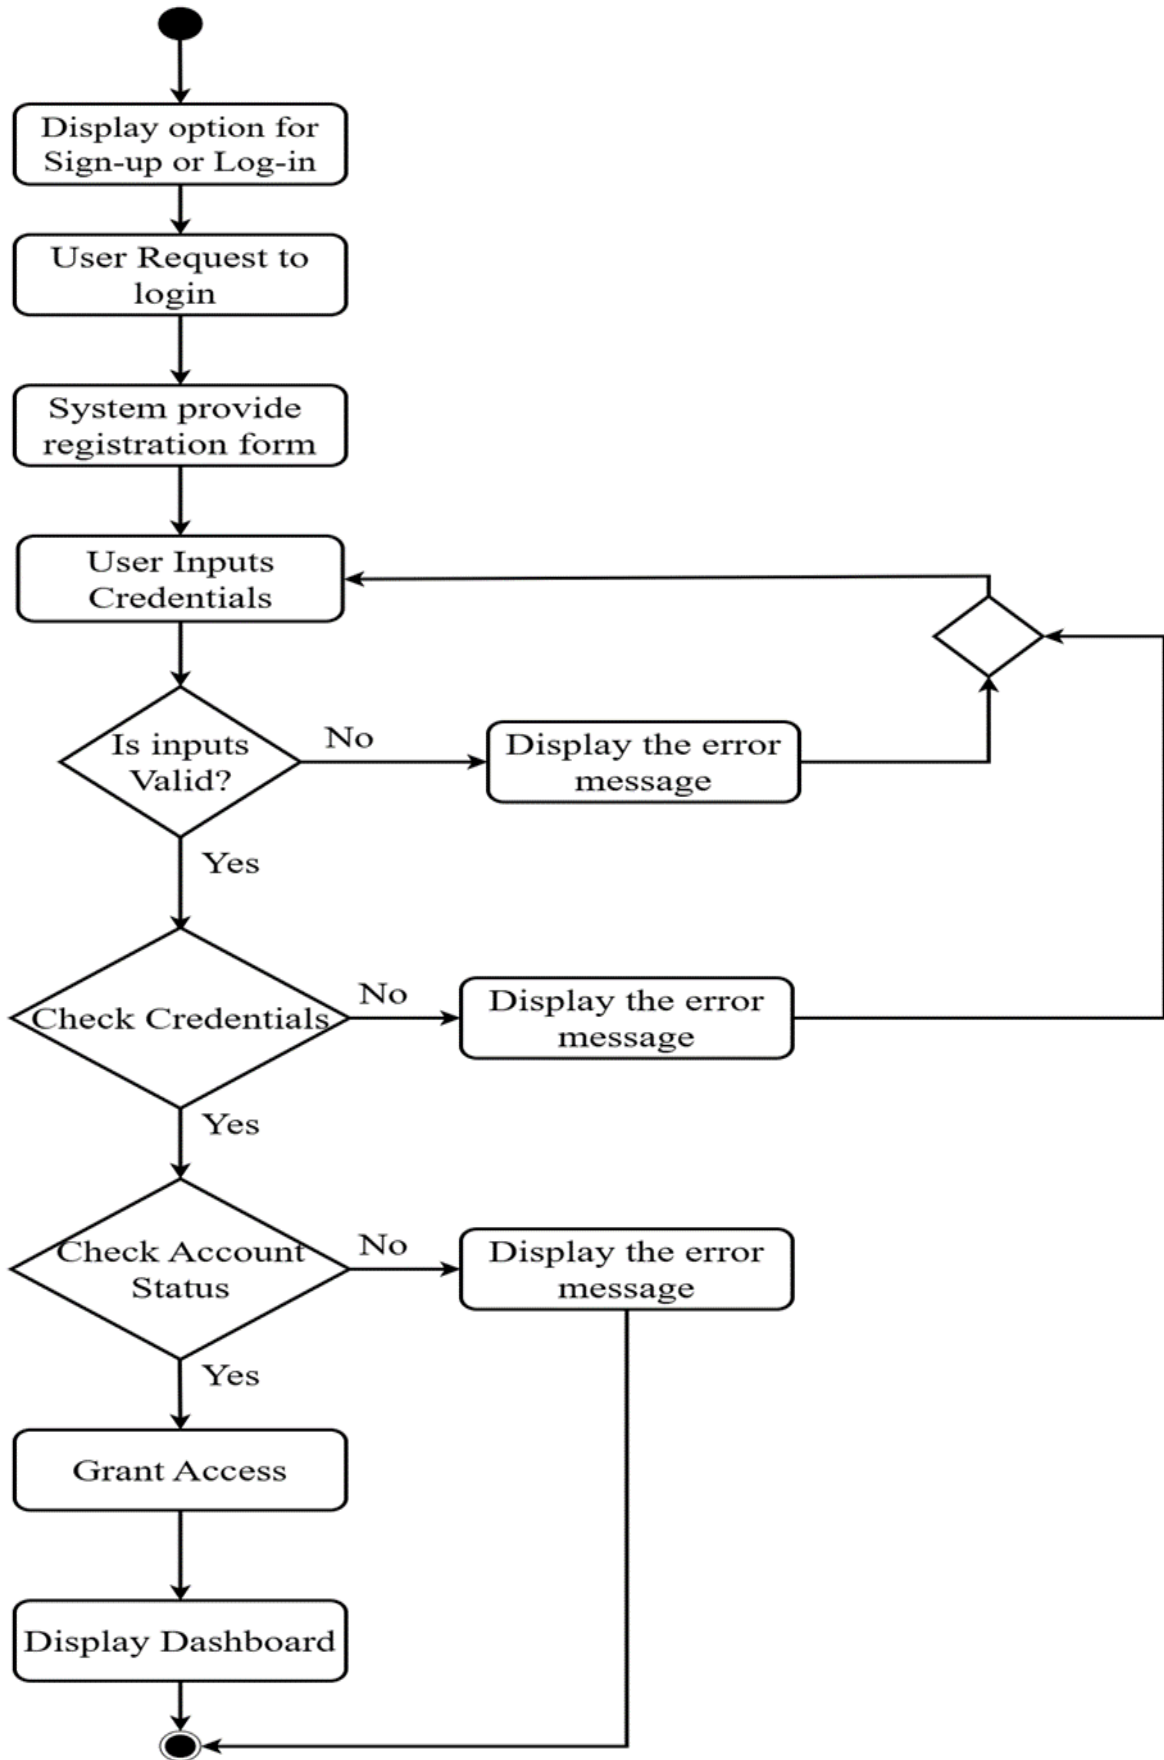 Display option for
Sign-up or Log-in
User Request to
login
System provide
registration form
User Inputs
Credentials
Is inputs
Valid?
No
Display the error
message
Yes
Check Credentials
No
Display the error
message
Yes
Check Account
Status
No
Display the error
message
Yes
Grant Access
Display Dashboard